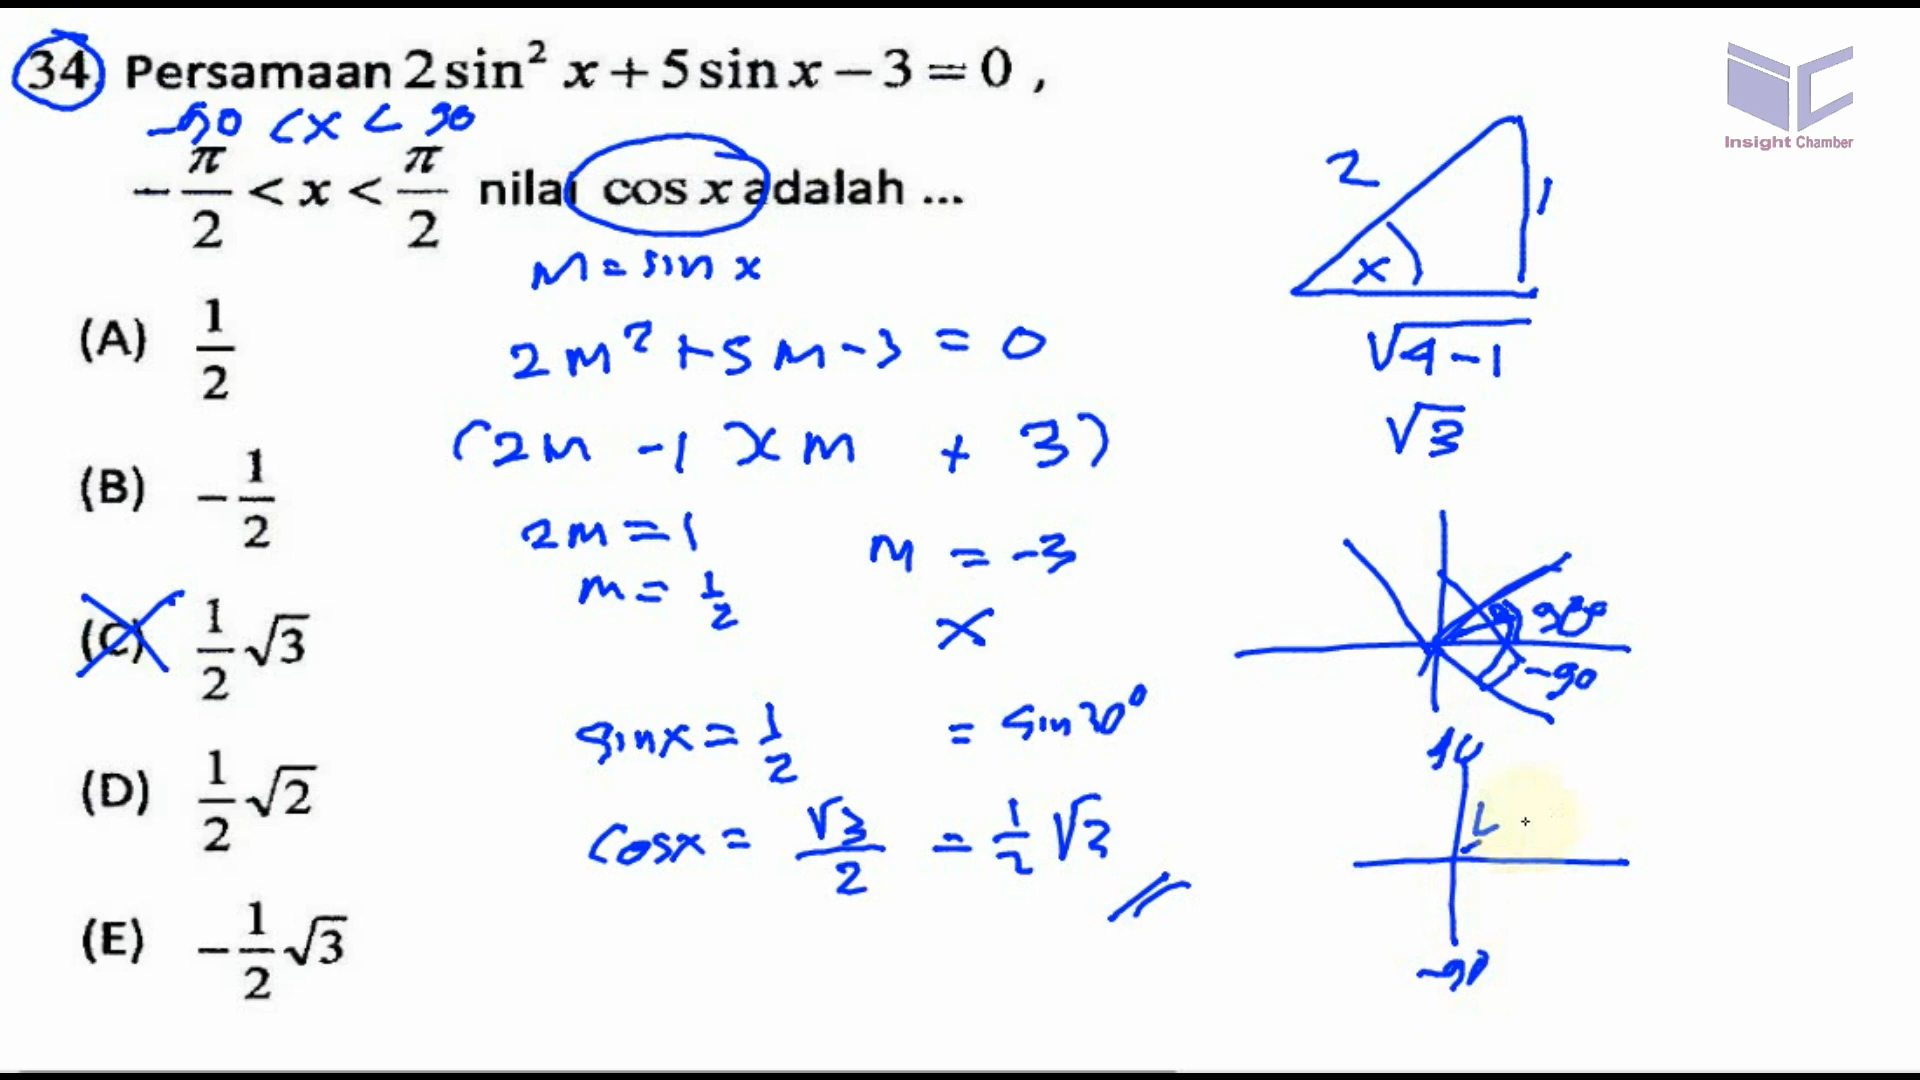 34. Persamaan 2 sin² x + 5 sin x − 3 = 0 ,
-90 < x < 90
−π/2 < x < π/2 nilai cos x adalah ...
M = sin x
(A) 1/2
2M² + 5M - 3 = 0
(2M - 1)(M + 3)
(B) −1/2
2M = 1
M = -3
M = 1/2
x
(C) 1/2 √3
sin x = 1/2 = sin 30°
(D) 1/2 √2
cos x = √3/2 = 1/2 √3
(E) −1/2 √3
Insight Chamber
2
1
x
√4-1
√3
90°
-90
-90